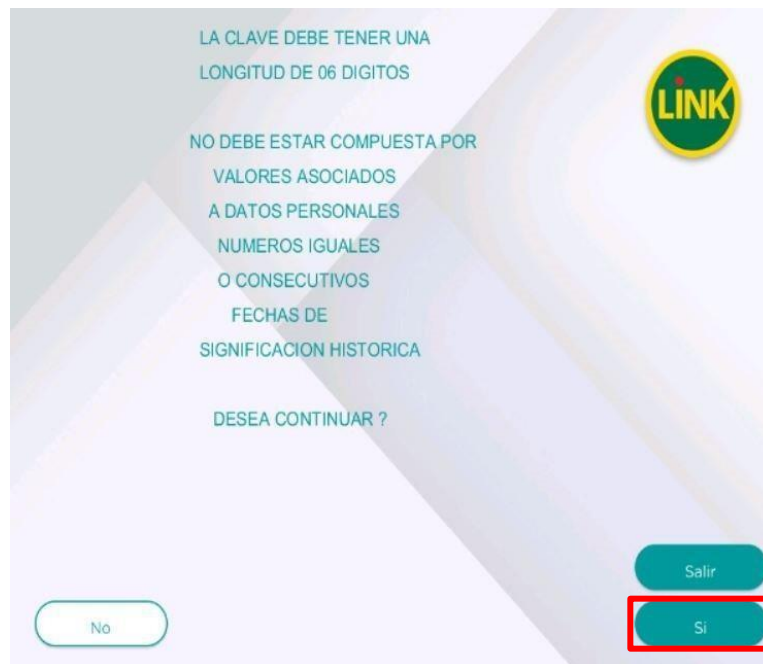 LA CLAVE DEBE TENER UNA
LONGITUD DE 06 DIGITOS
LINK
NO DEBE ESTAR COMPUESTA POR
VALORES ASOCIADOS
A DATOS PERSONALES
NUMEROS IGUALES
O CONSECUTIVOS
FECHAS DE
SIGNIFICACION HISTORICA
DESEA CONTINUAR ?
Salir
No
Si